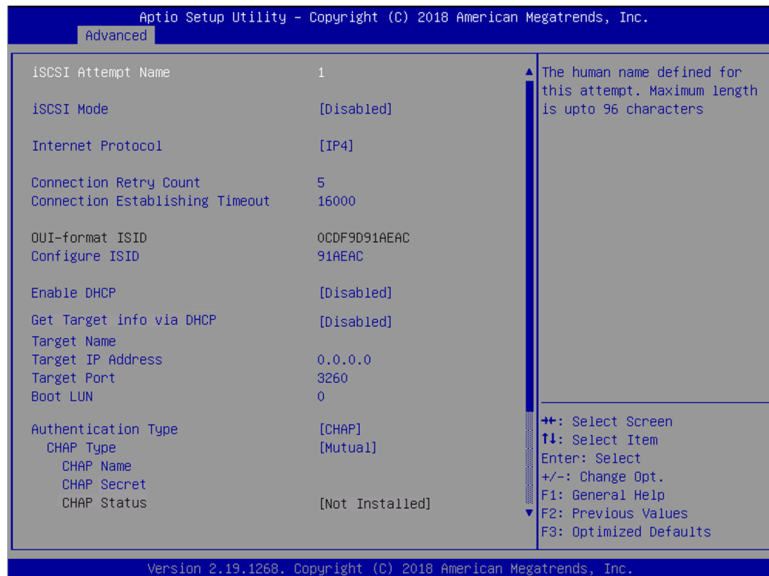 Aptio Setup Utility – Copyright (C) 2018 American Megatrends, Inc.
Advanced
iSCSI Attempt Name 1
iSCSI Mode [Disabled]
Internet Protocol [IP4]
Connection Retry Count 5
Connection Establishing Timeout 16000
OUI-format ISID 0CDF9D91AEAC
Configure ISID 91AEAC
Enable DHCP [Disabled]
Get Target info via DHCP [Disabled]
Target Name
Target IP Address 0.0.0.0
Target Port 3260
Boot LUN 0
Authentication Type [CHAP]
CHAP Type [Mutual]
CHAP Name
CHAP Secret
CHAP Status [Not Installed]
The human name defined for
this attempt. Maximum length
is upto 96 characters
→←: Select Screen
↑↓: Select Item
Enter: Select
+/-: Change Opt.
F1: General Help
F2: Previous Values
F3: Optimized Defaults
Version 2.19.1268. Copyright (C) 2018 American Megatrends, Inc.